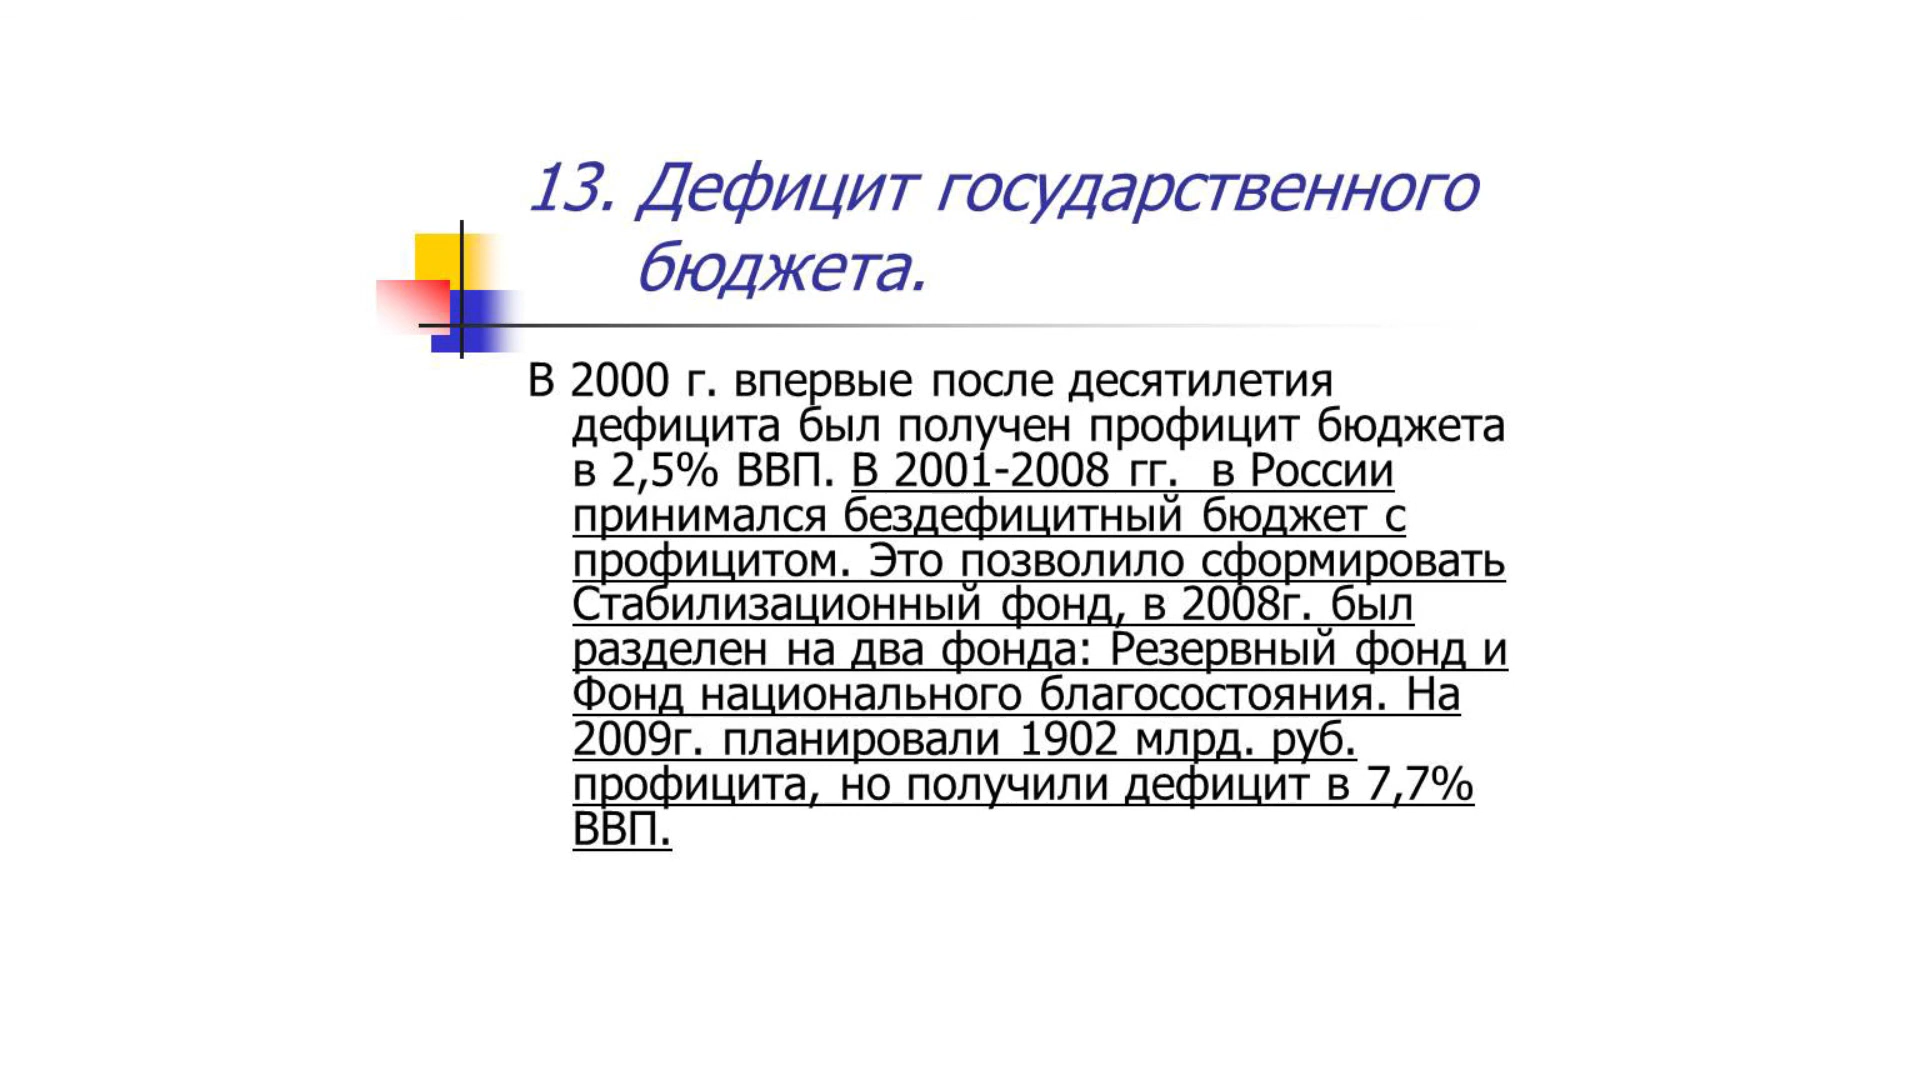 13. Дефицит государственного
бюджета.
В 2000 г. впервые после десятилетия
дефицита был получен профицит бюджета
в 2,5% ВВП. В 2001-2008 гг.  в России
принимался бездефицитный бюджет с
профицитом. Это позволило сформировать
Стабилизационный фонд, в 2008г. был
разделен на два фонда: Резервный фонд и
Фонд национального благосостояния. На
2009г. планировали 1902 млрд. руб.
профицита, но получили дефицит в 7,7%
ВВП.